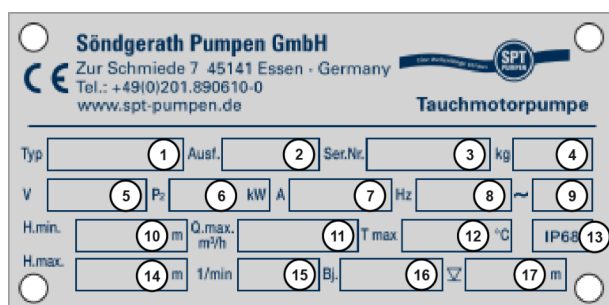 Söndgerath Pumpen GmbH
Zur Schmiede 7 45141 Essen - Germany
Tel.: +49(0)201.890610-0
www.spt-pumpen.de
SPT
PUMPEN
Tauchmotorpumpe
Typ 1 Ausf. 2 Ser.Nr. 3 kg 4
V 5 P2 6 kW A 7 Hz 8 ~ 9
H.min. 10 m Q.max. m³/h 11 T max 12 °C IP68 13
H.max. 14 m 1/min 15 Bj. 16 17 m